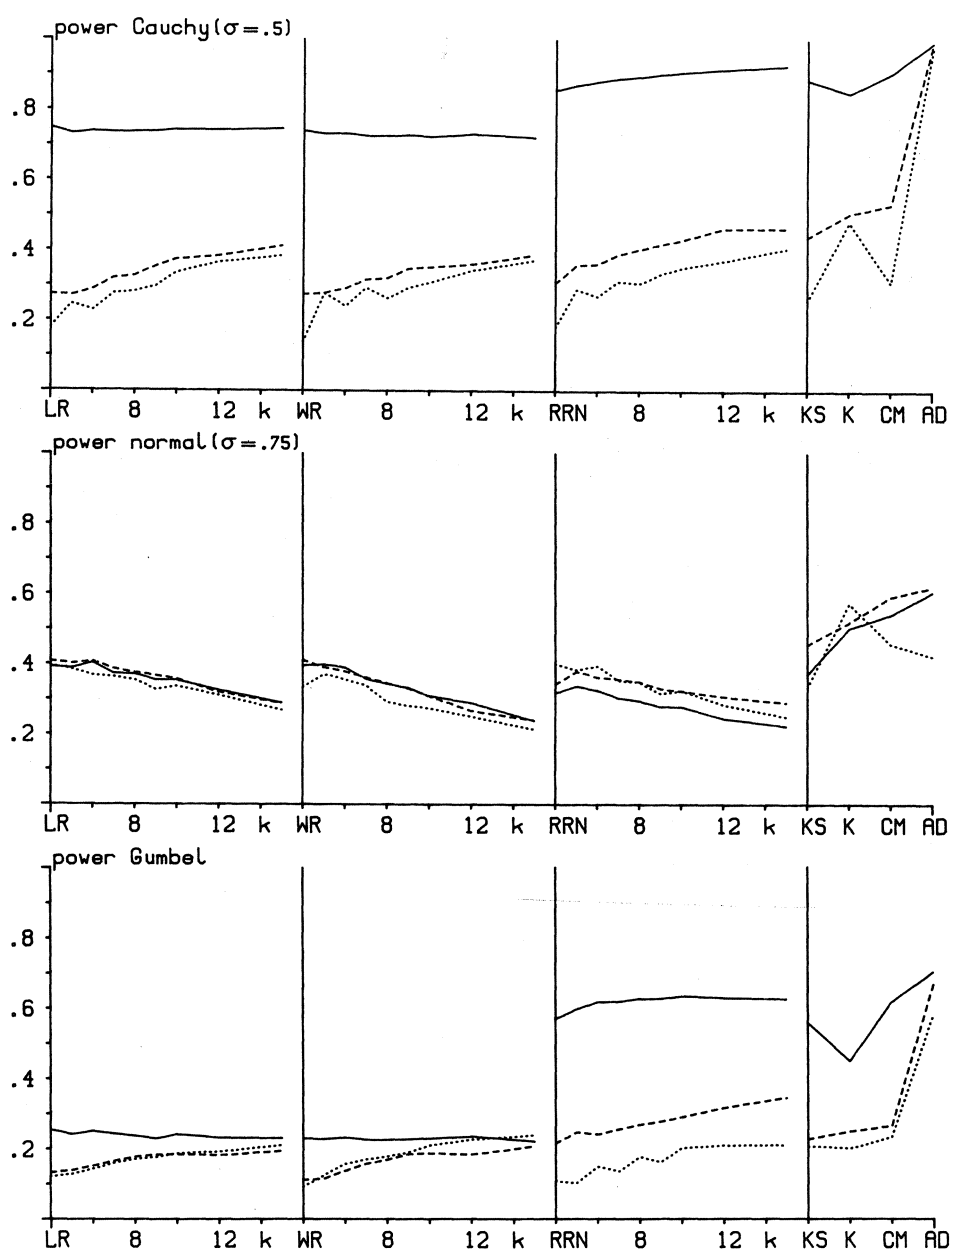 power Cauchy(σ=.5)
.8
.6
.4
.2
LR 8 12 k WR 8 12 k RRN 8 12 k KS K CM AD
power normal(σ=.75)
.8
.6
.4
.2
LR 8 12 k WR 8 12 k RRN 8 12 k KS K CM AD
power Gumbel
.8
.6
.4
.2
LR 8 12 k WR 8 12 k RRN 8 12 k KS K CM AD